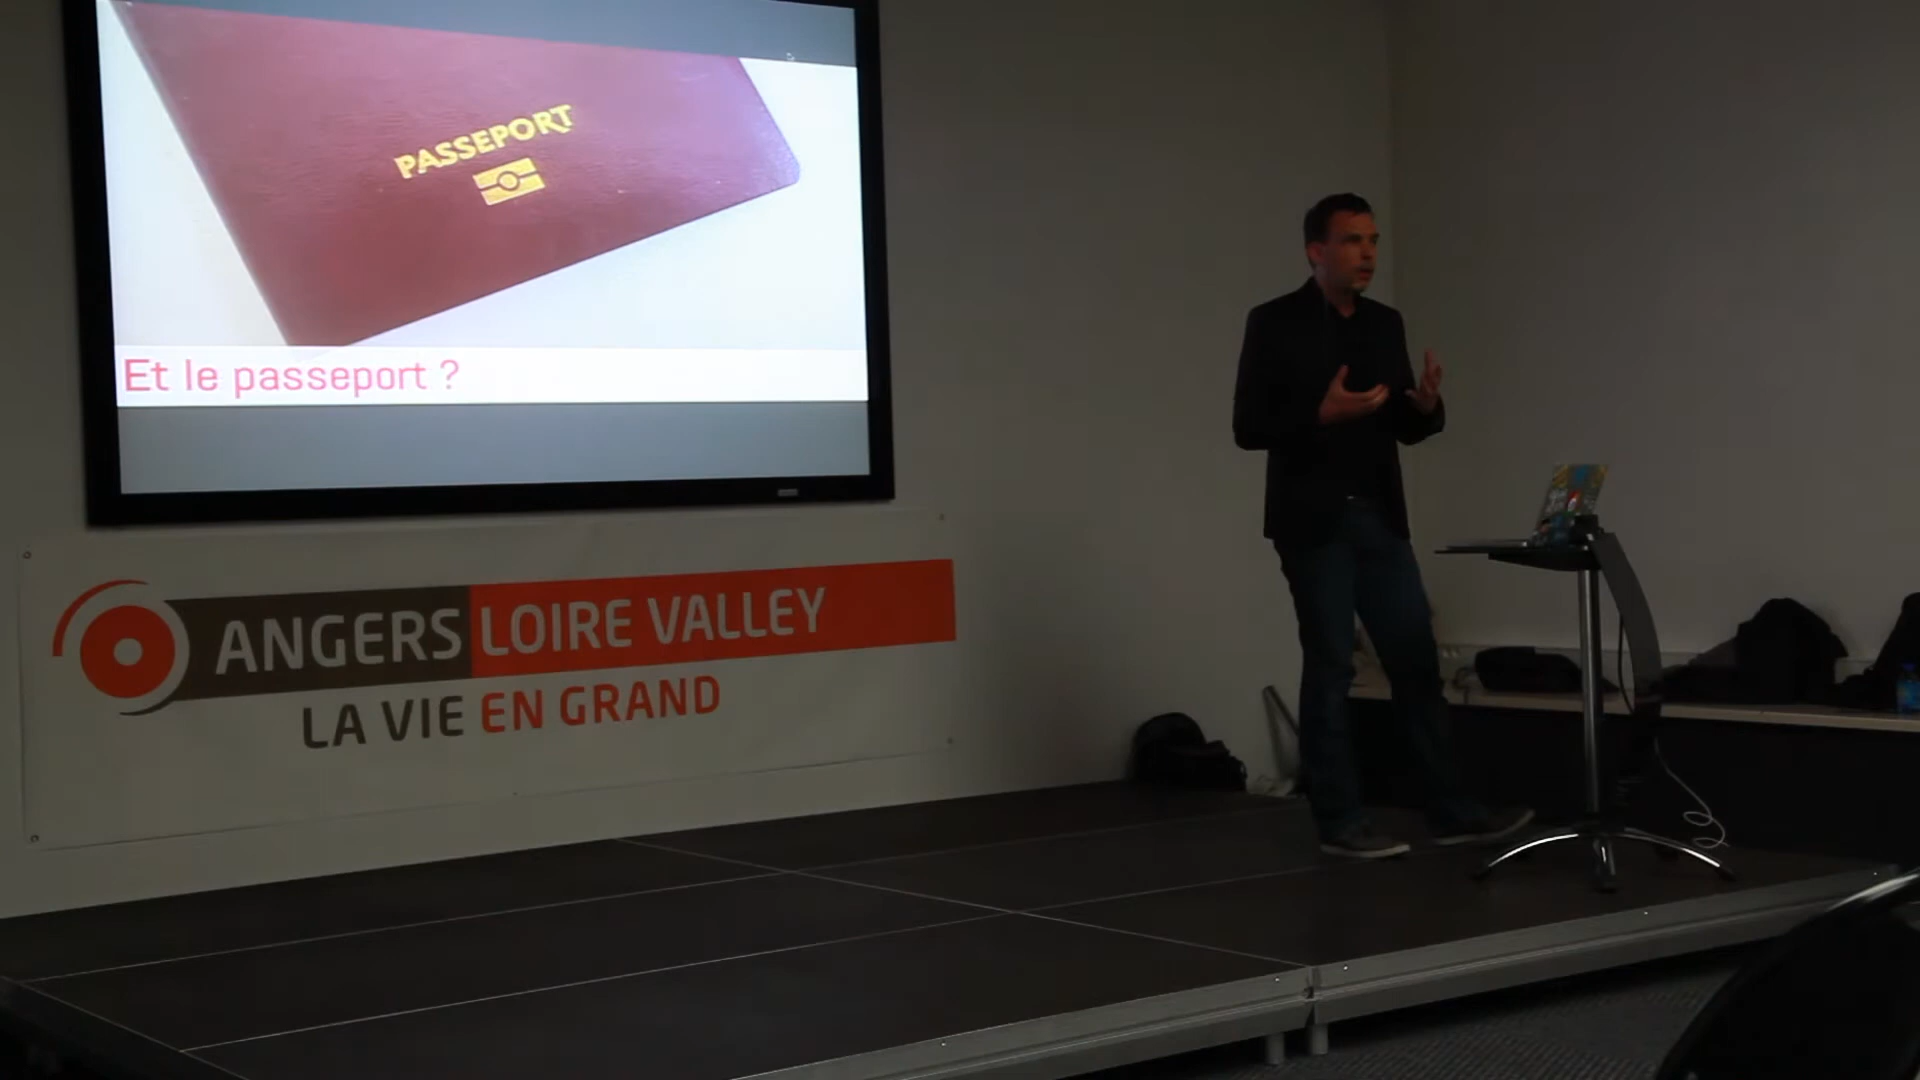 PASSEPORT
Et le passeport ?
ANGERS LOIRE VALLEY
LA VIE EN GRAND